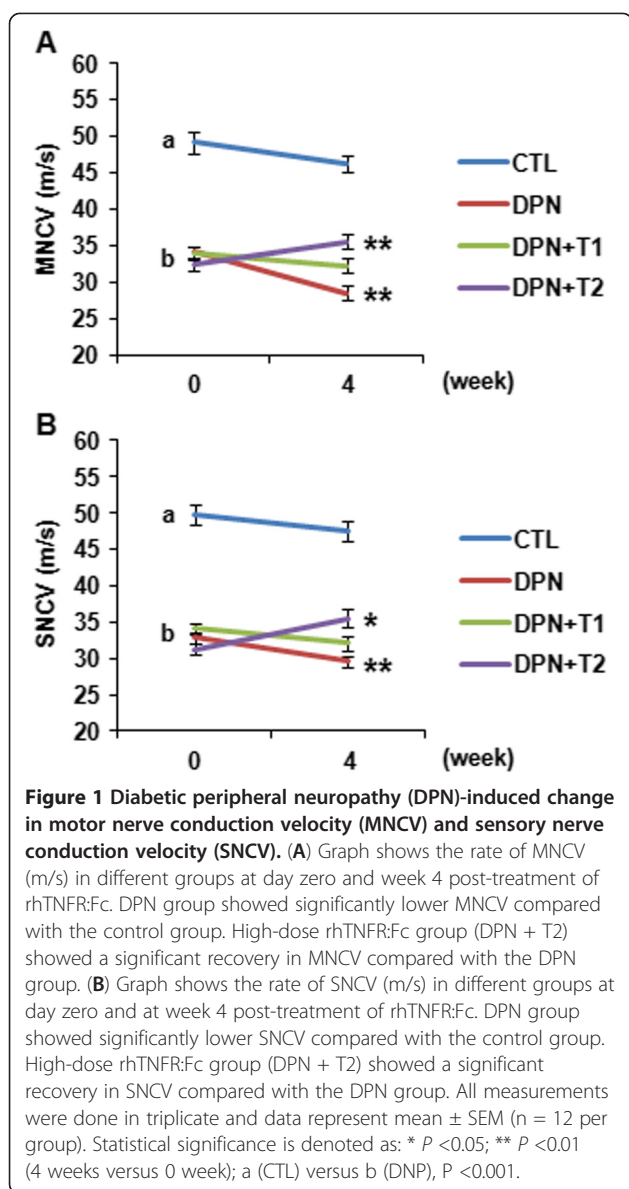 A
60
55
50
45
40
35
30
25
20
MNCV (m/s)
a
b
**
**
CTL
DPN
DPN+T1
DPN+T2
0 4 (week)
B
60
55
50
45
40
35
30
25
20
SNCV (m/s)
a
b
*
**
CTL
DPN
DPN+T1
DPN+T2
0 4 (week)
Figure 1 Diabetic peripheral neuropathy (DPN)-induced change
in motor nerve conduction velocity (MNCV) and sensory nerve
conduction velocity (SNCV). (A) Graph shows the rate of MNCV
(m/s) in different groups at day zero and week 4 post-treatment of
rhTNFR:Fc. DPN group showed significantly lower MNCV compared
with the control group. High-dose rhTNFR:Fc group (DPN + T2)
showed a significant recovery in MNCV compared with the DPN
group. (B) Graph shows the rate of SNCV (m/s) in different groups at
day zero and at week 4 post-treatment of rhTNFR:Fc. DPN group
showed significantly lower SNCV compared with the control group.
High-dose rhTNFR:Fc group (DPN + T2) showed a significant
recovery in SNCV compared with the DPN group. All measurements
were done in triplicate and data represent mean ± SEM (n = 12 per
group). Statistical significance is denoted as: * P <0.05; ** P <0.01
(4 weeks versus 0 week); a (CTL) versus b (DNP), P <0.001.